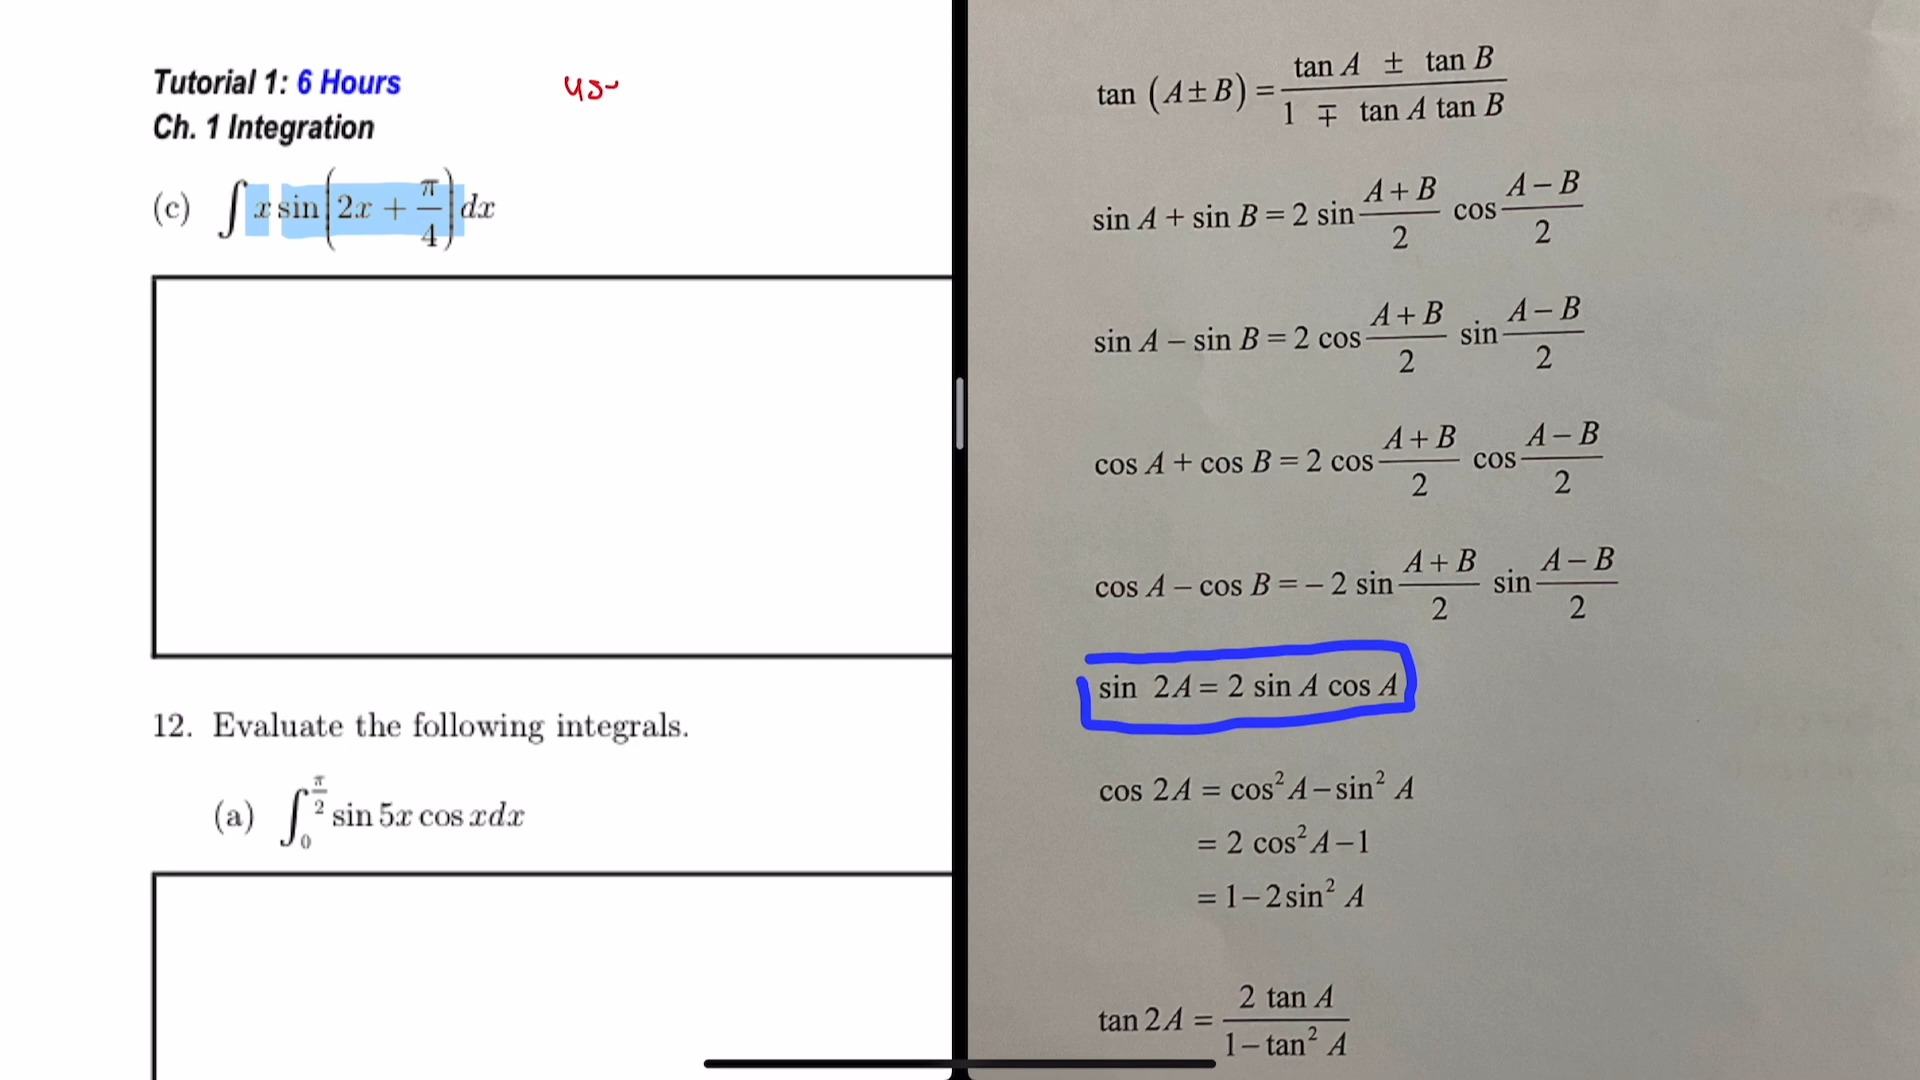 Tutorial 1: 6 Hours
Ch. 1 Integration
(c) ∫ x sin(2x + π/4) dx
12. Evaluate the following integrals.
(a) ∫₀^(π/2) sin 5x cos xdx
tan (A ± B) = (tan A ± tan B)/(1 ∓ tan A tan B)
sin A + sin B = 2 sin (A + B)/2 cos (A − B)/2
sin A − sin B = 2 cos (A + B)/2 sin (A − B)/2
cos A + cos B = 2 cos (A + B)/2 cos (A − B)/2
cos A − cos B = − 2 sin (A + B)/2 sin (A − B)/2
sin 2A = 2 sin A cos A
cos 2A = cos² A − sin² A
= 2 cos² A − 1
= 1 − 2 sin² A
tan 2A = (2 tan A)/(1 − tan² A)